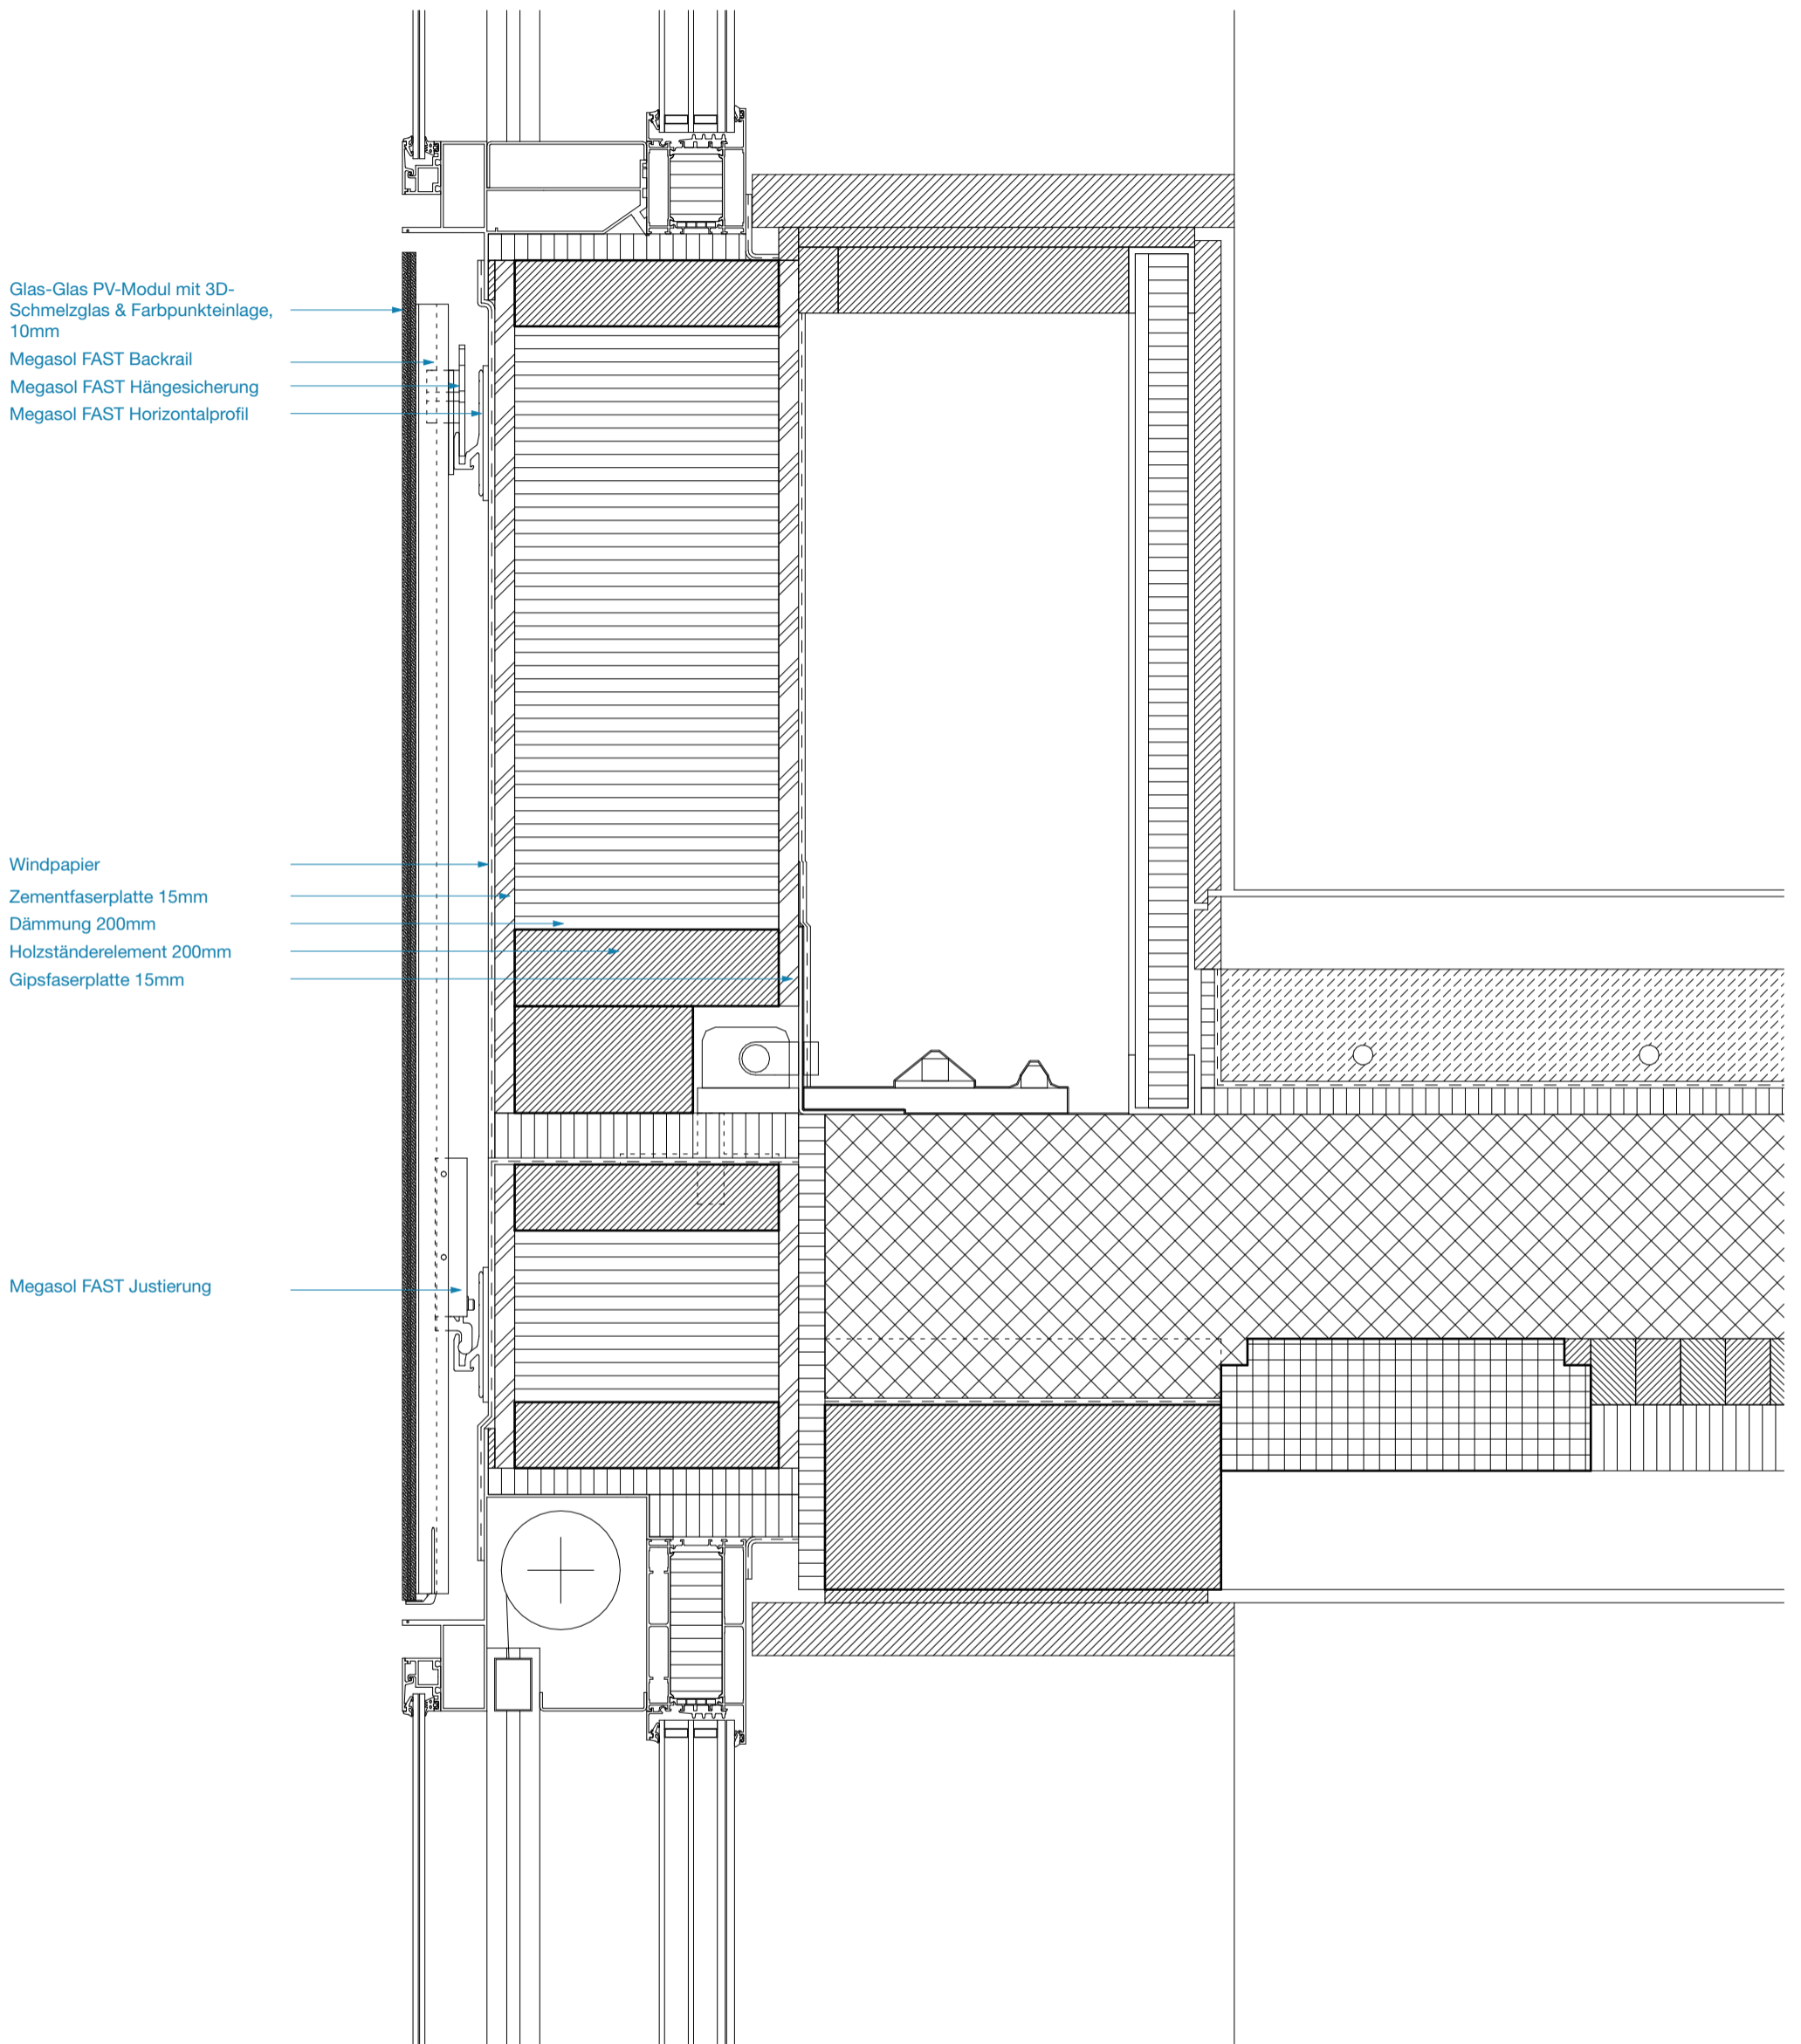 Glas-Glas PV-Modul mit 3D-
Schmelzglas & Farbpunkteinlage,
10mm
Megasol FAST Backrail
Megasol FAST Hängesicherung
Megasol FAST Horizontalprofil
Windpapier
Zementfaserplatte 15mm
Dämmung 200mm
Holzständerelement 200mm
Gipsfaserplatte 15mm
Megasol FAST Justierung